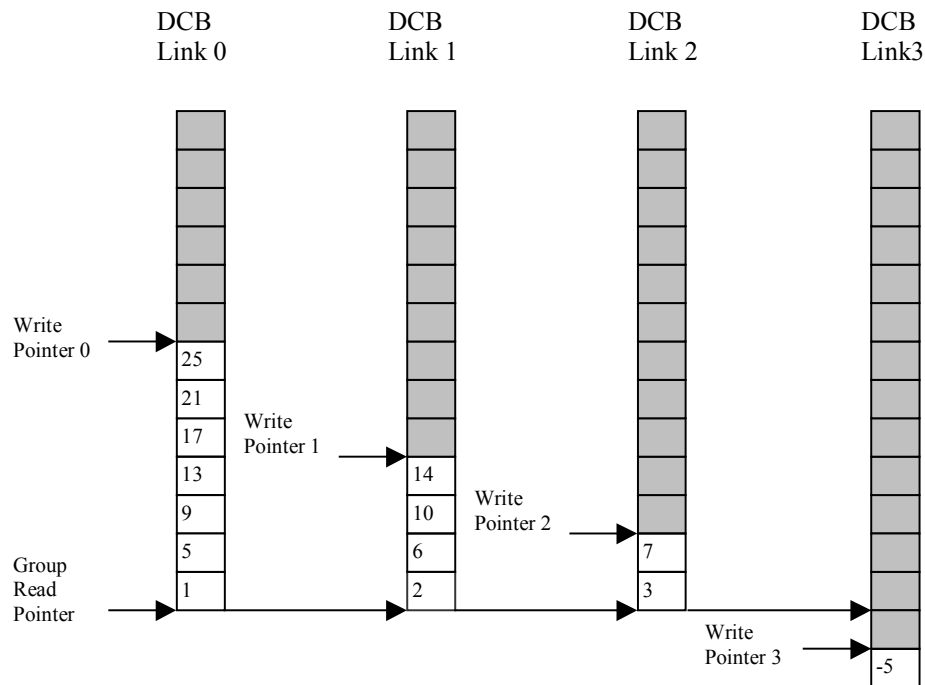 DCB
Link 0
DCB
Link 1
DCB
Link 2
DCB
Link3
Write
Pointer 0
25
21
17
Write
Pointer 1
13
14
9
10
Write
Pointer 2
5
6
7
Group
Read
Pointer
1
2
3
Write
Pointer 3
-5